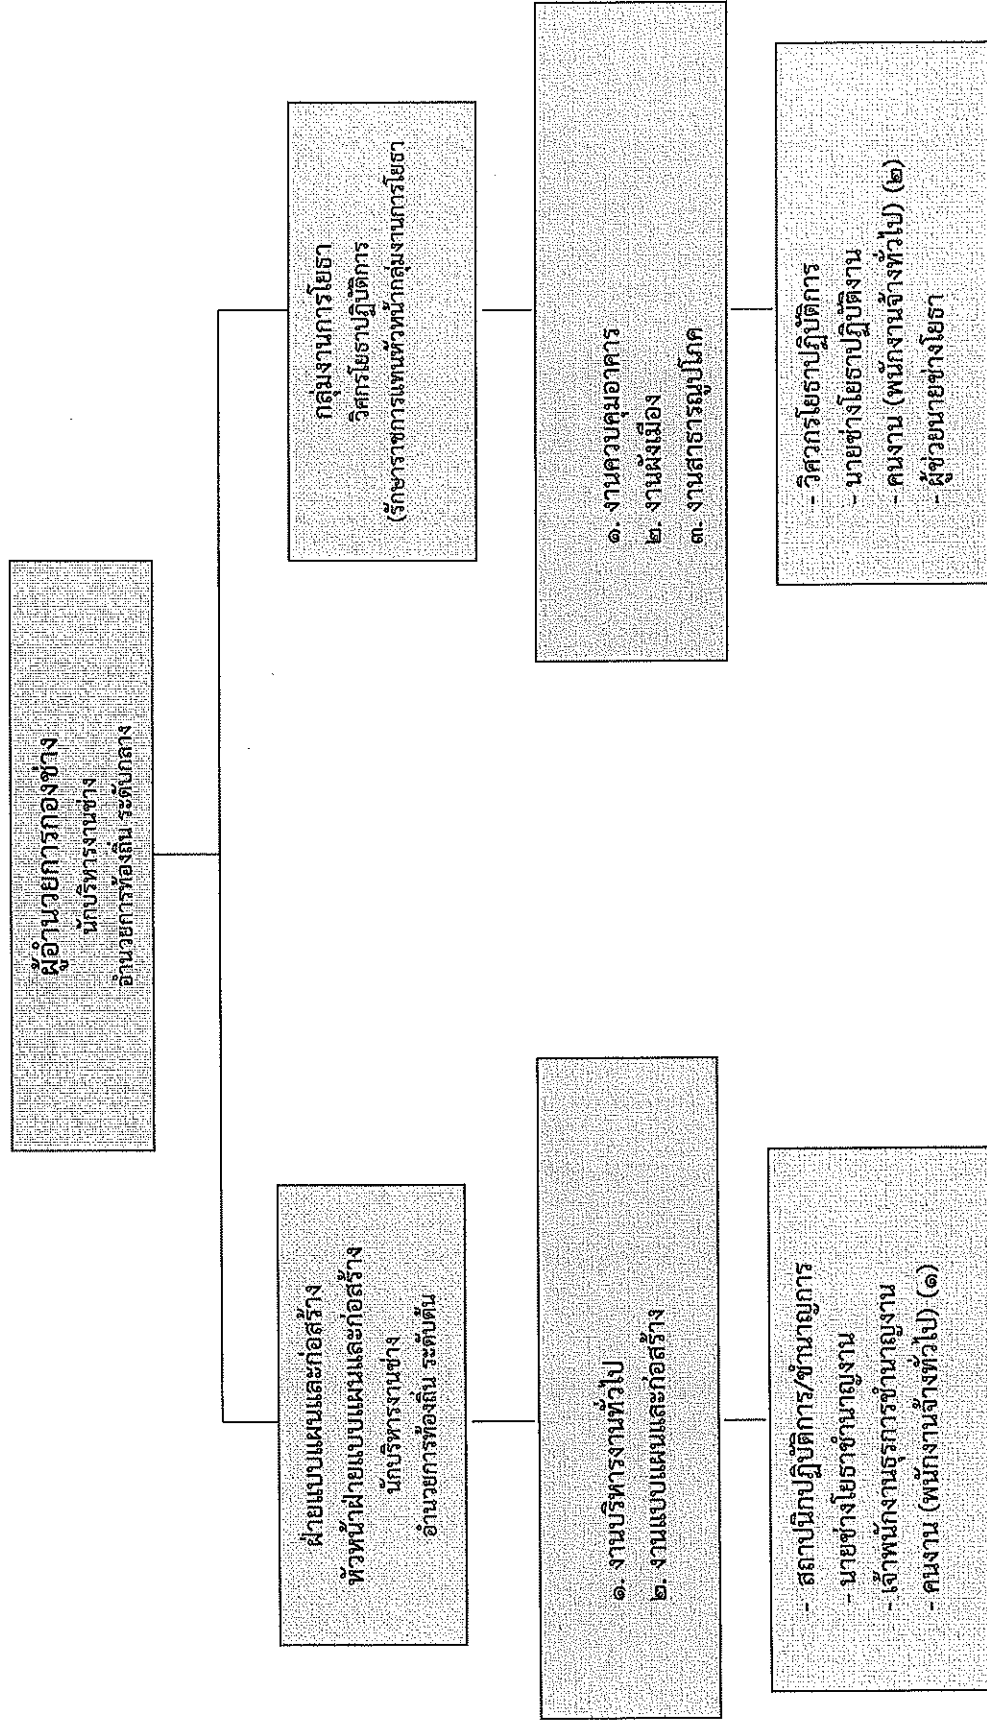 ผู้อำนวยการกองช่าง
นักบริหารงานช่าง
อำนวยการท้องถิ่น ระดับกลาง
ฝ่ายแบบแผนและก่อสร้าง
หัวหน้าฝ่ายแบบแผนและก่อสร้าง
นักบริหารงานช่าง
อำนวยการท้องถิ่น ระดับต้น
๑. งานบริหารงานทั่วไป
๒. งานแบบแผนและก่อสร้าง
- สถาปนิกปฏิบัติการ/ชำนาญการ
- นายช่างโยธาชำนาญงาน
- เจ้าพนักงานธุรการชำนาญงาน
- คนงาน (พนักงานจ้างทั่วไป) (๑)
กลุ่มงานการโยธา
วิศกรโยธาปฏิบัติการ
(รักษาราชการแทนหัวหน้ากลุ่มงานการโยธา
๑. งานควบคุมอาคาร
๒. งานผังเมือง
๓. งานสาธารณูปโภค
- วิศวกรโยธาปฏิบัติการ
- นายช่างโยธาปฏิบัติงาน
- คนงาน (พนักงานจ้างทั่วไป) (๒)
- ผู้ช่วยนายช่างโยธา